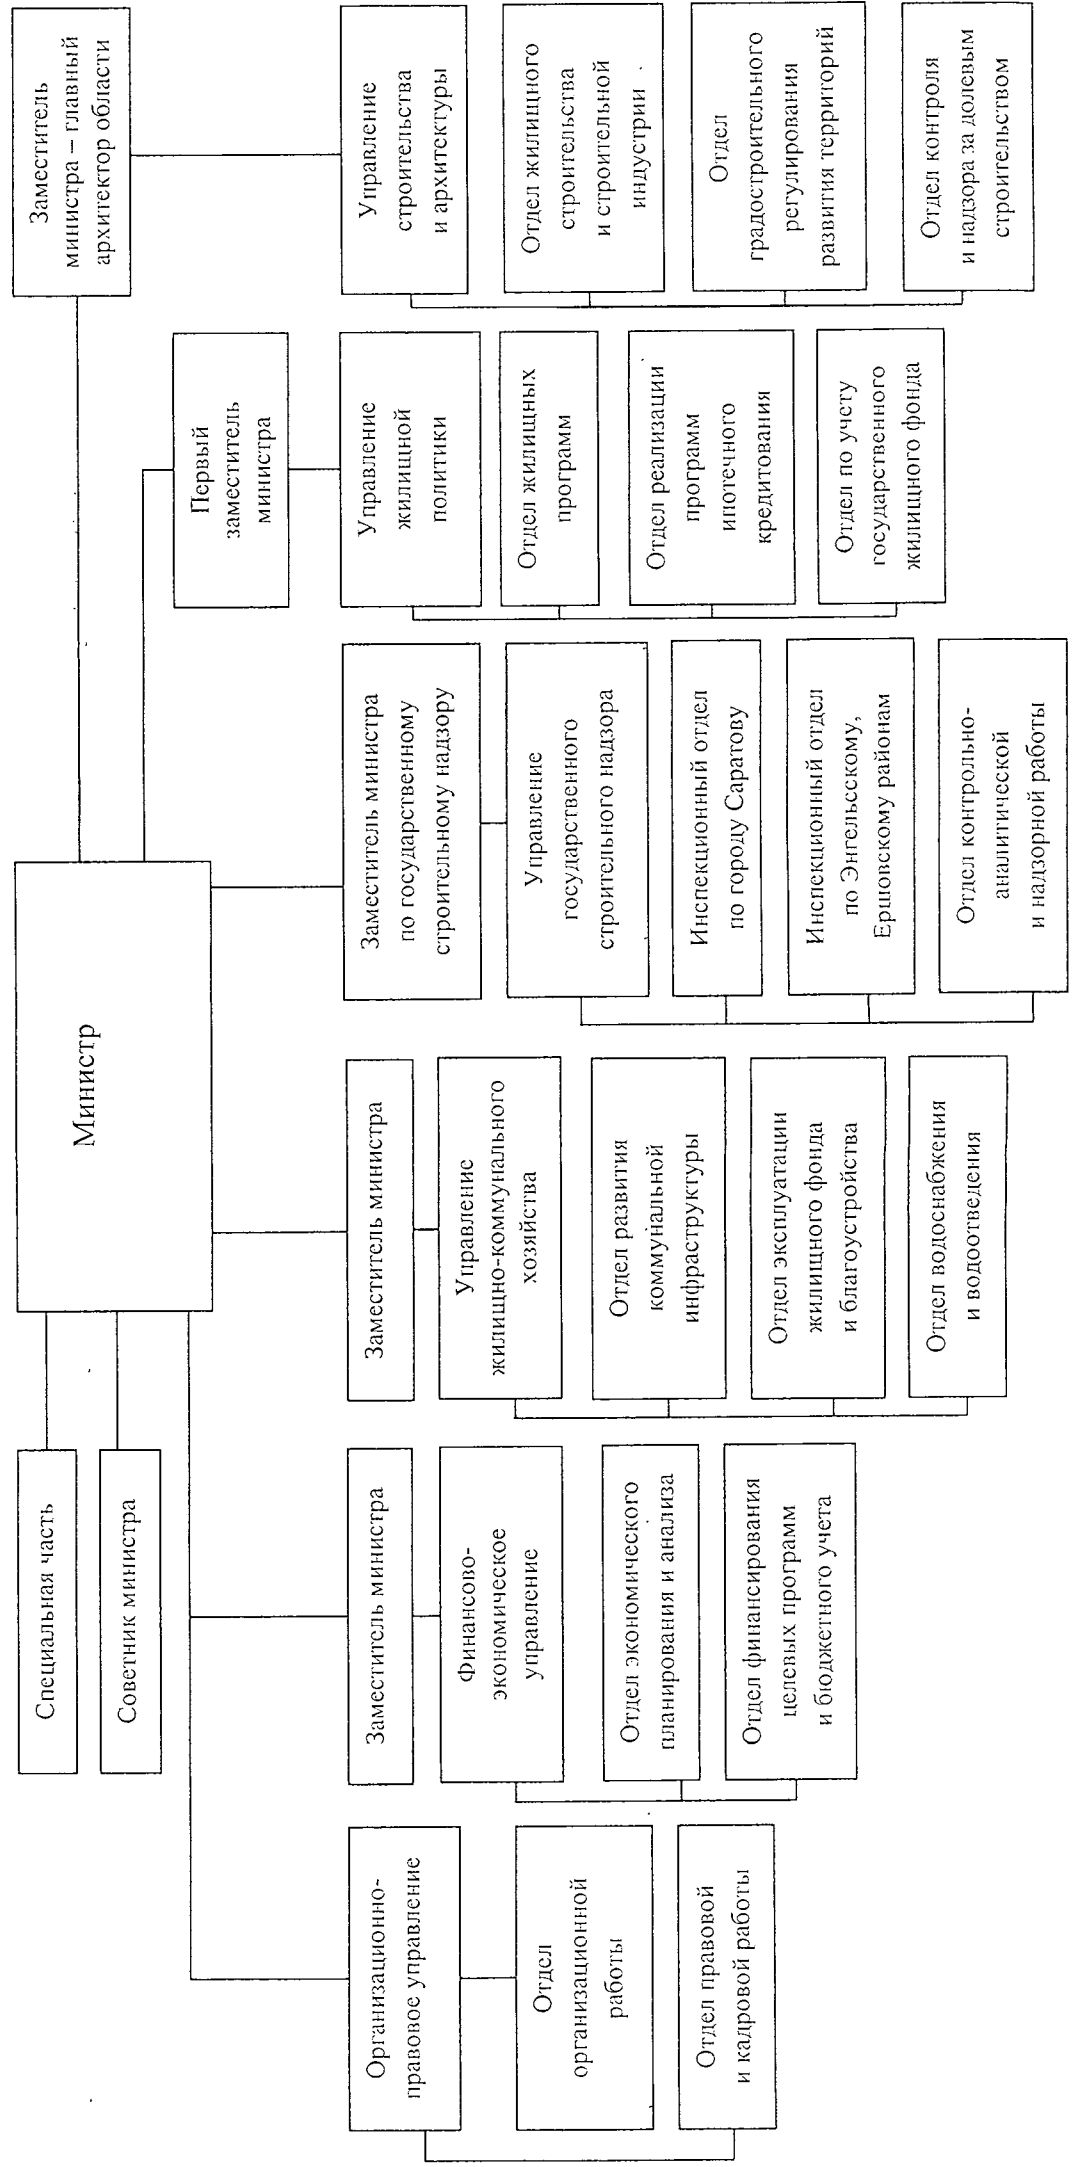 Министр
Специальная часть
Советник министра
Заместитель
министра – главный
архитектор области
Первый
заместитель
министра
Организационно-
правовое управление
Отдел
организационной
работы
Отдел правовой
и кадровой работы
Заместитель министра
Финансово-
экономическое
управление
Отдел экономического
планирования и анализа
Отдел финансирования
целевых программ
и бюджетного учета
Заместитель министра
Управление
жилищно-коммунального
хозяйства
Отдел развития
коммунальной
инфраструктуры
Отдел эксплуатации
жилищного фонда
и благоустройства
Отдел водоснабжения
и водоотведения
Заместитель министра
по государственному
строительному надзору
Управление
государственного
строительного надзора
Инспекционный отдел
по городу Саратову
Инспекционный отдел
по Энгельсскому,
Ершовскому районам
Отдел контрольно-
аналитической
и надзорной работы
Управление
жилищной
политики
Отдел жилищных
программ
Отдел реализации
программ
ипотечного
кредитования
Отдел по учету
государственного
жилищного фонда
Управление
строительства
и архитектуры
Отдел жилищного
строительства
и строительной
индустрии
Отдел
градостроительного
регулирования
развития территорий
Отдел контроля
и надзора за долевым
строительством